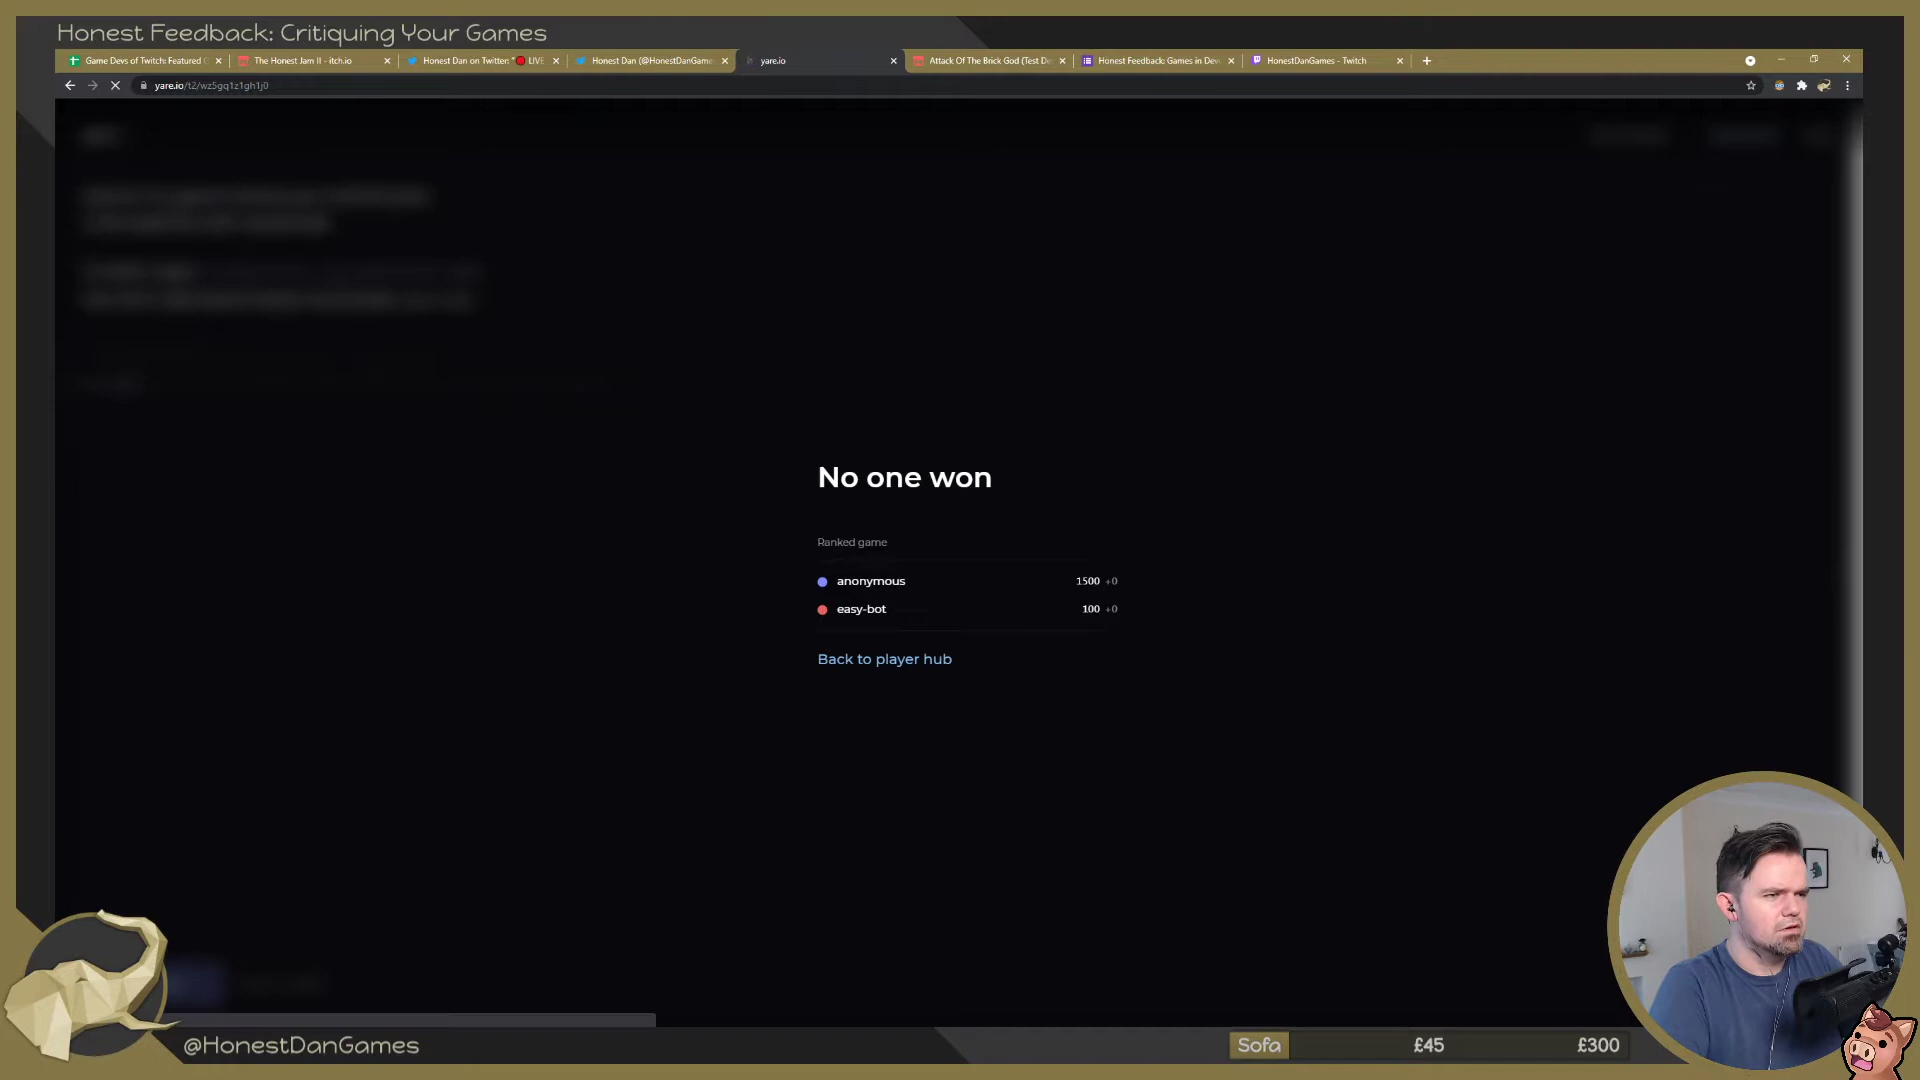 Honest Feedback: Critiquing Your Games
Game Devs of Twitch: Featured G
The Honest Jam II - itch.io
Honest Dan on Twitter: "🔴 LIVE
Honest Dan (@HonestDanGame
yare.io
Attack Of The Brick God (Test De
Honest Feedback: Games in Dev
HonestDanGames - Twitch
yare.io/t2/wz5gq1z1gh1j0
No one won
Ranked game
anonymous 1500 +0
easy-bot 100 +0
Back to player hub
@HonestDanGames
Sofa £45 £300